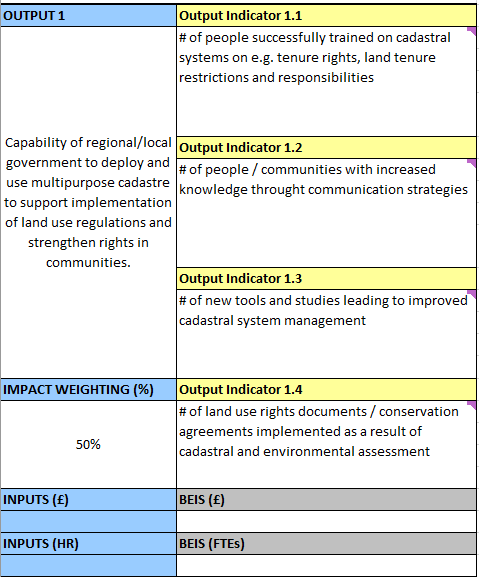 OUTPUT 1
Output Indicator 1.1
# of people successfully trained on cadastral
systems on e.g. tenure rights, land tenure
restrictions and responsibilities
Capability of regional/local
government to deploy and
use multipurpose cadastre
to support implementation
of land use regulations and
strengthen rights in
communities.
Output Indicator 1.2
# of people / communities with increased
knowledge throught communication strategies
Output Indicator 1.3
# of new tools and studies leading to improved
cadastral system management
IMPACT WEIGHTING (%)
Output Indicator 1.4
50%
# of land use rights documents / conservation
agreements implemented as a result of
cadastral and environmental assessment
INPUTS (£)
BEIS (£)
INPUTS (HR)
BEIS (FTEs)